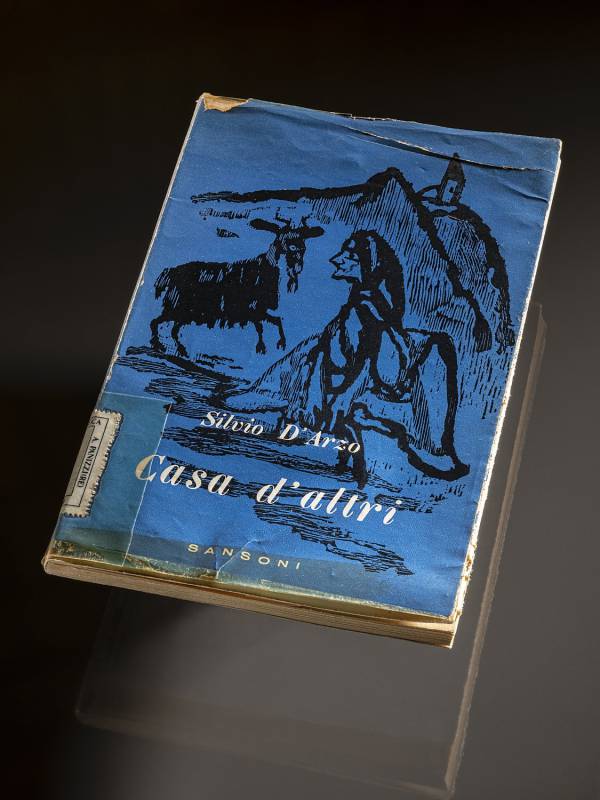 Silvio D'Arzo
Casa d'altri
SANSONI